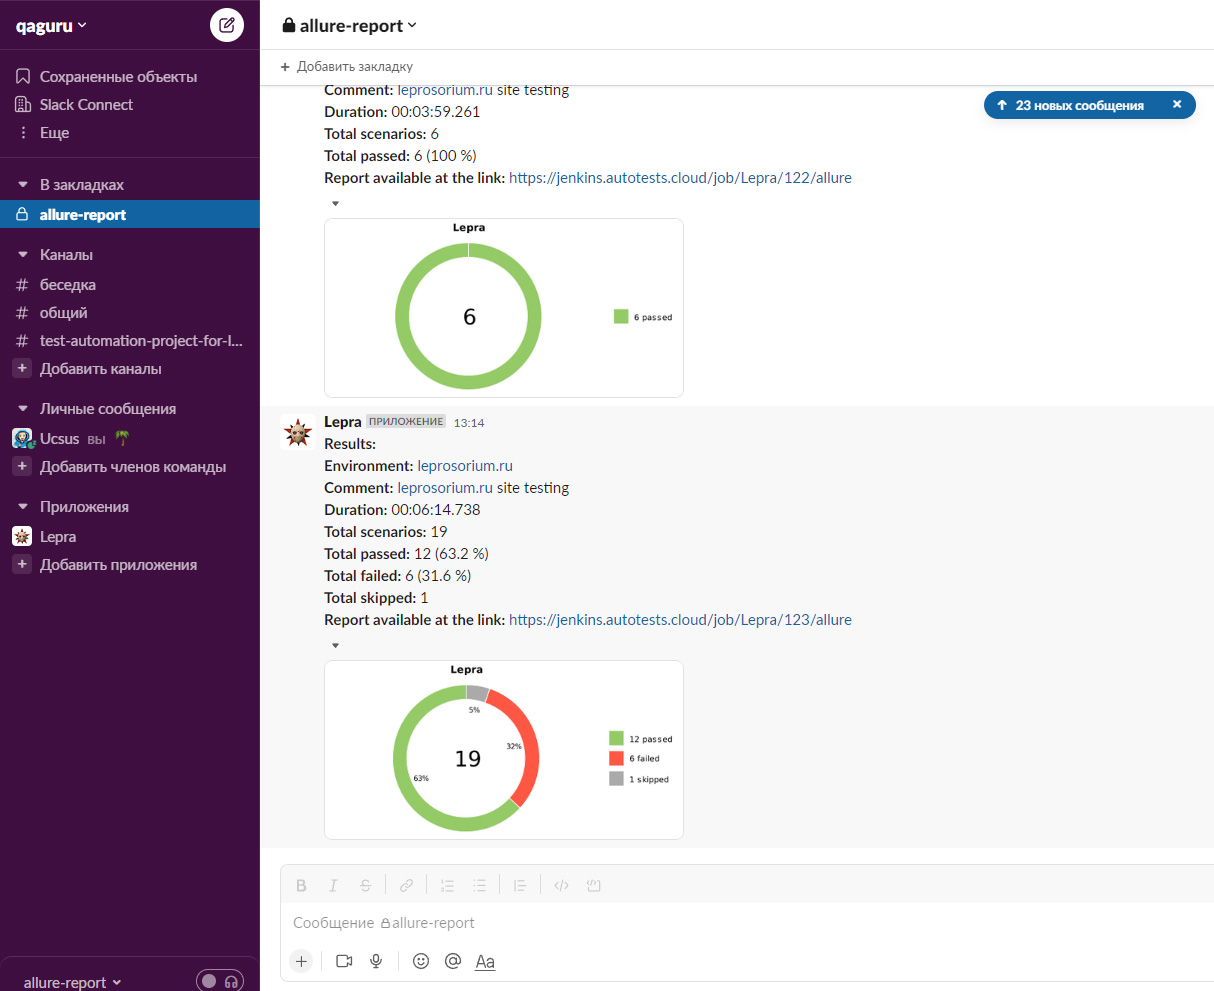 qaguru
Сохраненные объекты
Slack Connect
Еще
В закладках
allure-report
Каналы
# беседка
# общий
# test-automation-project-for-l...
+ Добавить каналы
Личные сообщения
Ucsus вы
+ Добавить членов команды
Приложения
Lepra
+ Добавить приложения
allure-report
allure-report
+ Добавить закладку
23 новых сообщения
Comment: leprosorium.ru site testing
Duration: 00:03:59.261
Total scenarios: 6
Total passed: 6 (100 %)
Report available at the link: https://jenkins.autotests.cloud/job/Lepra/122/allure
Lepra
6
6 passed
Lepra ПРИЛОЖЕНИЕ 13:14
Results:
Environment: leprosorium.ru
Comment: leprosorium.ru site testing
Duration: 00:06:14.738
Total scenarios: 19
Total passed: 12 (63.2 %)
Total failed: 6 (31.6 %)
Total skipped: 1
Report available at the link: https://jenkins.autotests.cloud/job/Lepra/123/allure
Lepra
5%
32%
19
63%
12 passed
6 failed
1 skipped
B I S
Сообщение allure-report
+ @ Aa